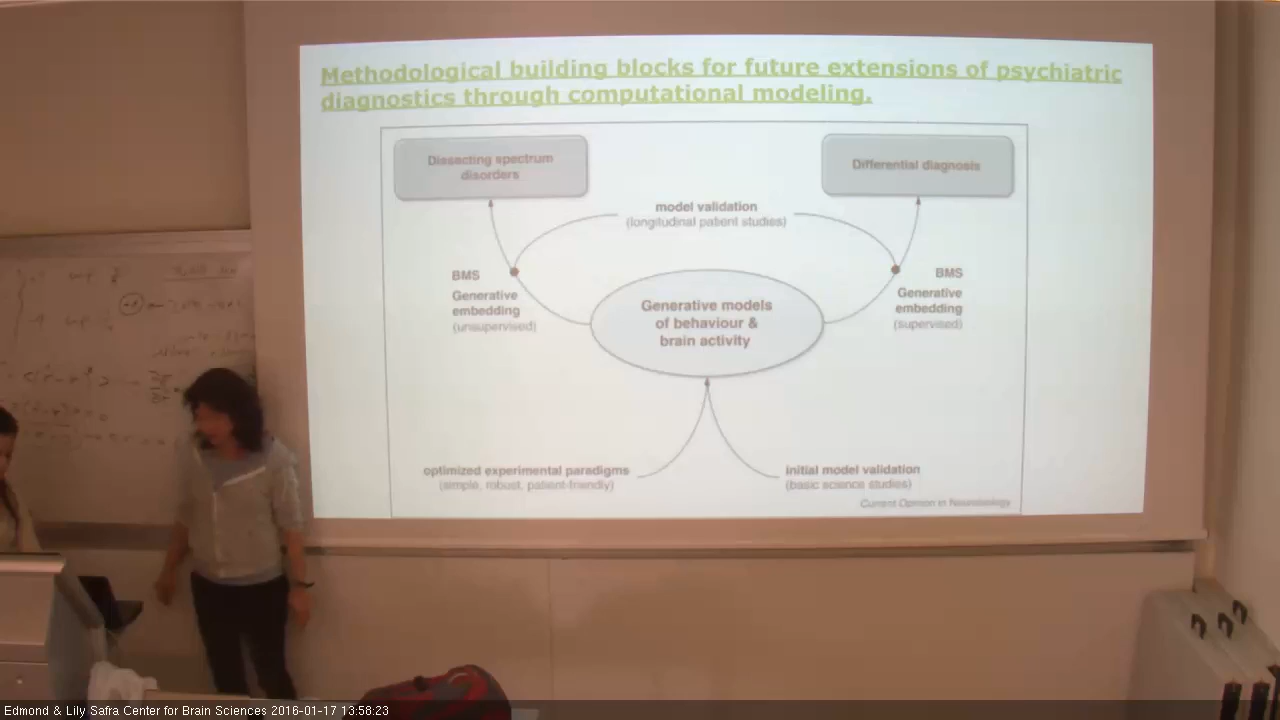 Methodological building blocks for future extensions of psychiatric
diagnostics through computational modeling.
Dissecting spectrum
disorders
Differential diagnosis
model validation
(longitudinal patient studies)
BMS
Generative
embedding
(unsupervised)
BMS
Generative
embedding
(supervised)
Generative models
of behaviour &
brain activity
optimized experimental paradigms
(simple, robust, patient-friendly)
initial model validation
(basic science studies)
Current Opinion in Neurobiology
Edmond & Lily Safra Center for Brain Sciences 2016-01-17 13:58:23